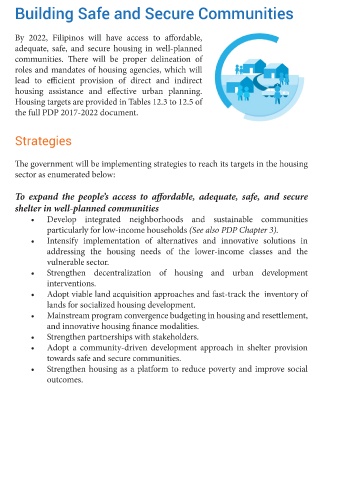 Building Safe and Secure Communities
By 2022, Filipinos will have access to affordable,
adequate, safe, and secure housing in well-planned
communities. There will be proper delineation of
roles and mandates of housing agencies, which will
lead to efficient provision of direct and indirect
housing assistance and effective urban planning.
Housing targets are provided in Tables 12.3 to 12.5 of
the full PDP 2017-2022 document.
Strategies
The government will be implementing strategies to reach its targets in the housing
sector as enumerated below:
To expand the people's access to affordable, adequate, safe, and secure
shelter in well-planned communities
• Develop integrated neighborhoods and sustainable communities
particularly for low-income households (See also PDP Chapter 3).
• Intensify implementation of alternatives and innovative solutions in
addressing the housing needs of the lower-income classes and the
vulnerable sector.
• Strengthen decentralization of housing and urban development
interventions.
• Adopt viable land acquisition approaches and fast-track the inventory of
lands for socialized housing development.
• Mainstream program convergence budgeting in housing and resettlement,
and innovative housing finance modalities.
• Strengthen partnerships with stakeholders.
• Adopt a community-driven development approach in shelter provision
towards safe and secure communities.
• Strengthen housing as a platform to reduce poverty and improve social
outcomes.